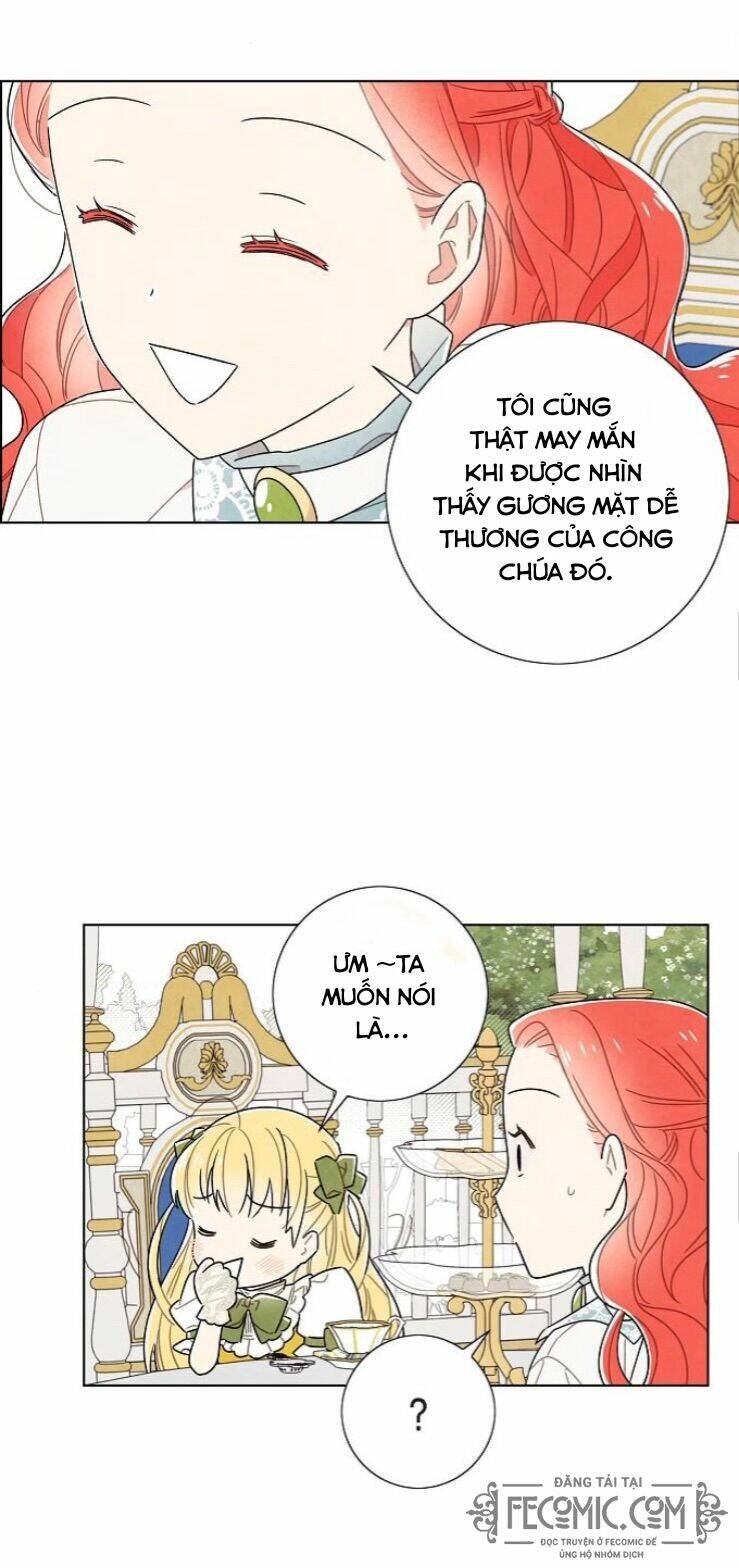 TÔI CŨNG
THẬT MAY MẮN
KHI ĐƯỢC NHÌN
THẤY GƯƠNG MẶT DỄ
THƯƠNG CỦA CÔNG
CHÚA ĐÓ.
ƯM ~TA
MUỐN NÓI
LÀ...
?
ĐĂNG TẢI TẠI
FECOMIC.COM
ĐỌC TRUYỆN Ở FECOMIC ĐỂ
ỦNG HỘ NHÓM DỊCH